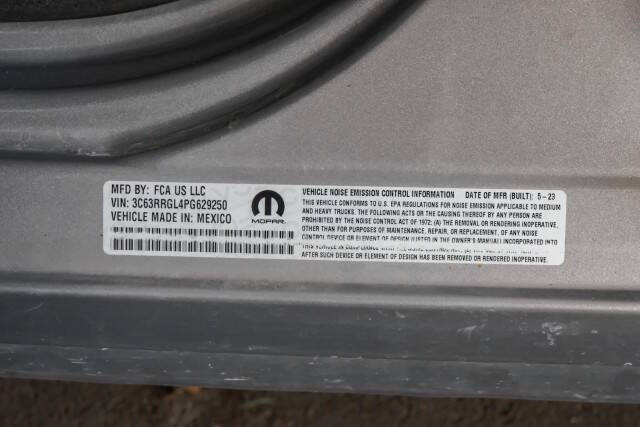 MFD BY: FCA US LLC
VIN: 3C63RRGL4PG629250
VEHICLE MADE IN: MEXICO
MOPAR
VEHICLE NOISE EMISSION CONTROL INFORMATION DATE OF MFR (BUILT): 5-23
THIS VEHICLE CONFORMS TO U.S. EPA REGULATIONS FOR NOISE EMISSION APPLICABLE TO MEDIUM
AND HEAVY TRUCKS. THE FOLLOWING ACTS OR THE CAUSING THEREOF BY ANY PERSON ARE
PROHIBITED BY THE NOISE CONTROL ACT OF 1972: (A) THE REMOVAL OR RENDERING INOPERATIVE,
OTHER THAN FOR PURPOSES OF MAINTENANCE, REPAIR, OR REPLACEMENT, OF ANY NOISE
CONTROL DEVICE OR ELEMENT OF DESIGN (LISTED IN THE OWNER'S MANUAL) INCORPORATED INTO
AFTER SUCH DEVICE OR ELEMENT OF DESIGN HAS BEEN REMOVED OR RENDERED INOPERATIVE.